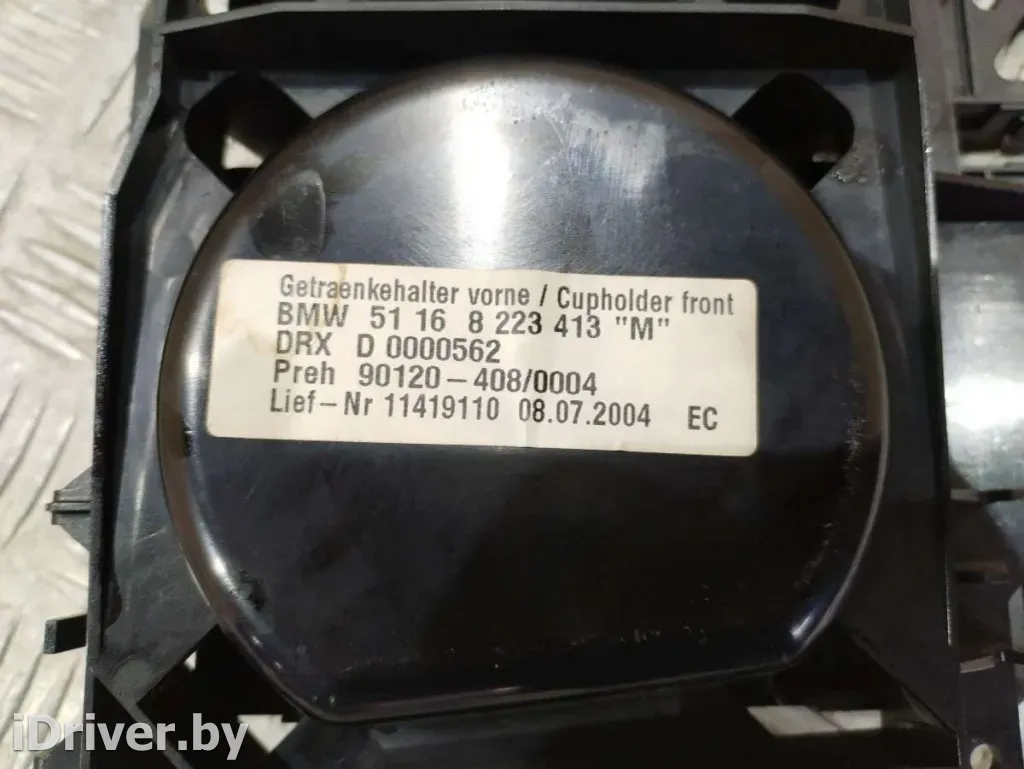 Getraenkehalter vorne / Cupholder front
BMW 51 16 8 223 413 "M"
DRX D 0000562
Preh 90120-408/0004
Lief-Nr 11419110 08.07.2004 EC
iDriver.by